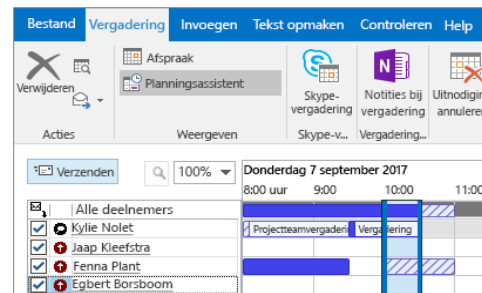 Bestand Vergadering Invoegen Tekst opmaken Controleren Help
Verwijderen
Afspraak
Planningsassistent
Skype-
vergadering
Notities bij
vergadering
annuleren
Acties Weergeven Skype-v... Vergadering...
Verzenden 100% Donderdag 7 september 2017
8:00 uur 9:00 10:00 11:00
Alle deelnemers
Kylie Nolet Projectteamvergaderi Vergadering
Jaap Kleefstra
Fenna Plant
Egbert Borsboom